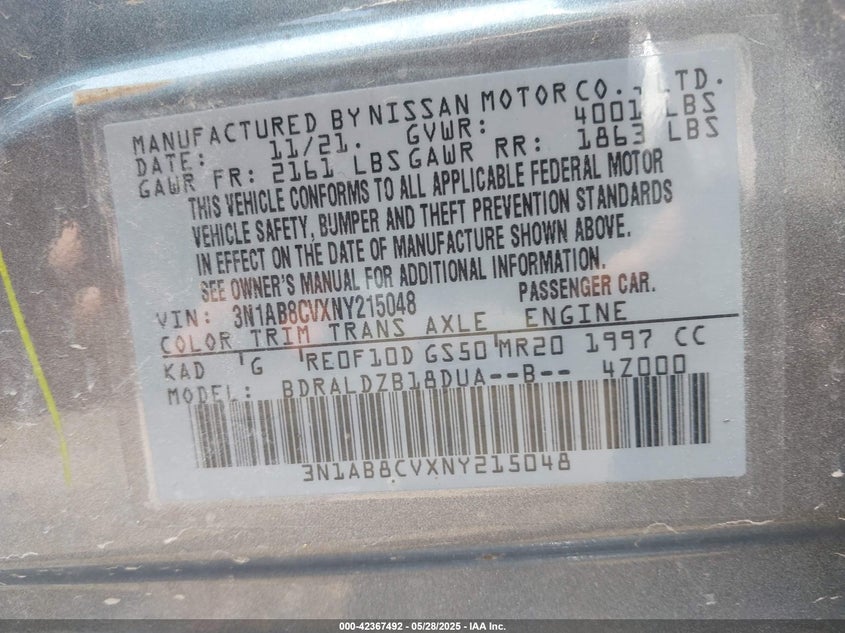 MANUFACTURED BY NISSAN MOTOR CO., LTD.
DATE: 11/21. GVWR: 4001 LBS
GAWR FR: 2161 LBS GAWR RR: 1863 LBS
THIS VEHICLE CONFORMS TO ALL APPLICABLE FEDERAL MOTOR
VEHICLE SAFETY, BUMPER AND THEFT PREVENTION STANDARDS
IN EFFECT ON THE DATE OF MANUFACTURE SHOWN ABOVE.
SEE OWNER'S MANUAL FOR ADDITIONAL INFORMATION.
VIN: 3N1AB8CVXNY215048 PASSENGER CAR.
COLOR TRIM TRANS AXLE ENGINE
KAD G RE0F10D GS50 MR20 1997 CC
MODEL: BDRALDZB18DUA--B-- 4Z000
3N1AB8CVXNY215048
000-42367492 — 05/28/2025 — IAA Inc.